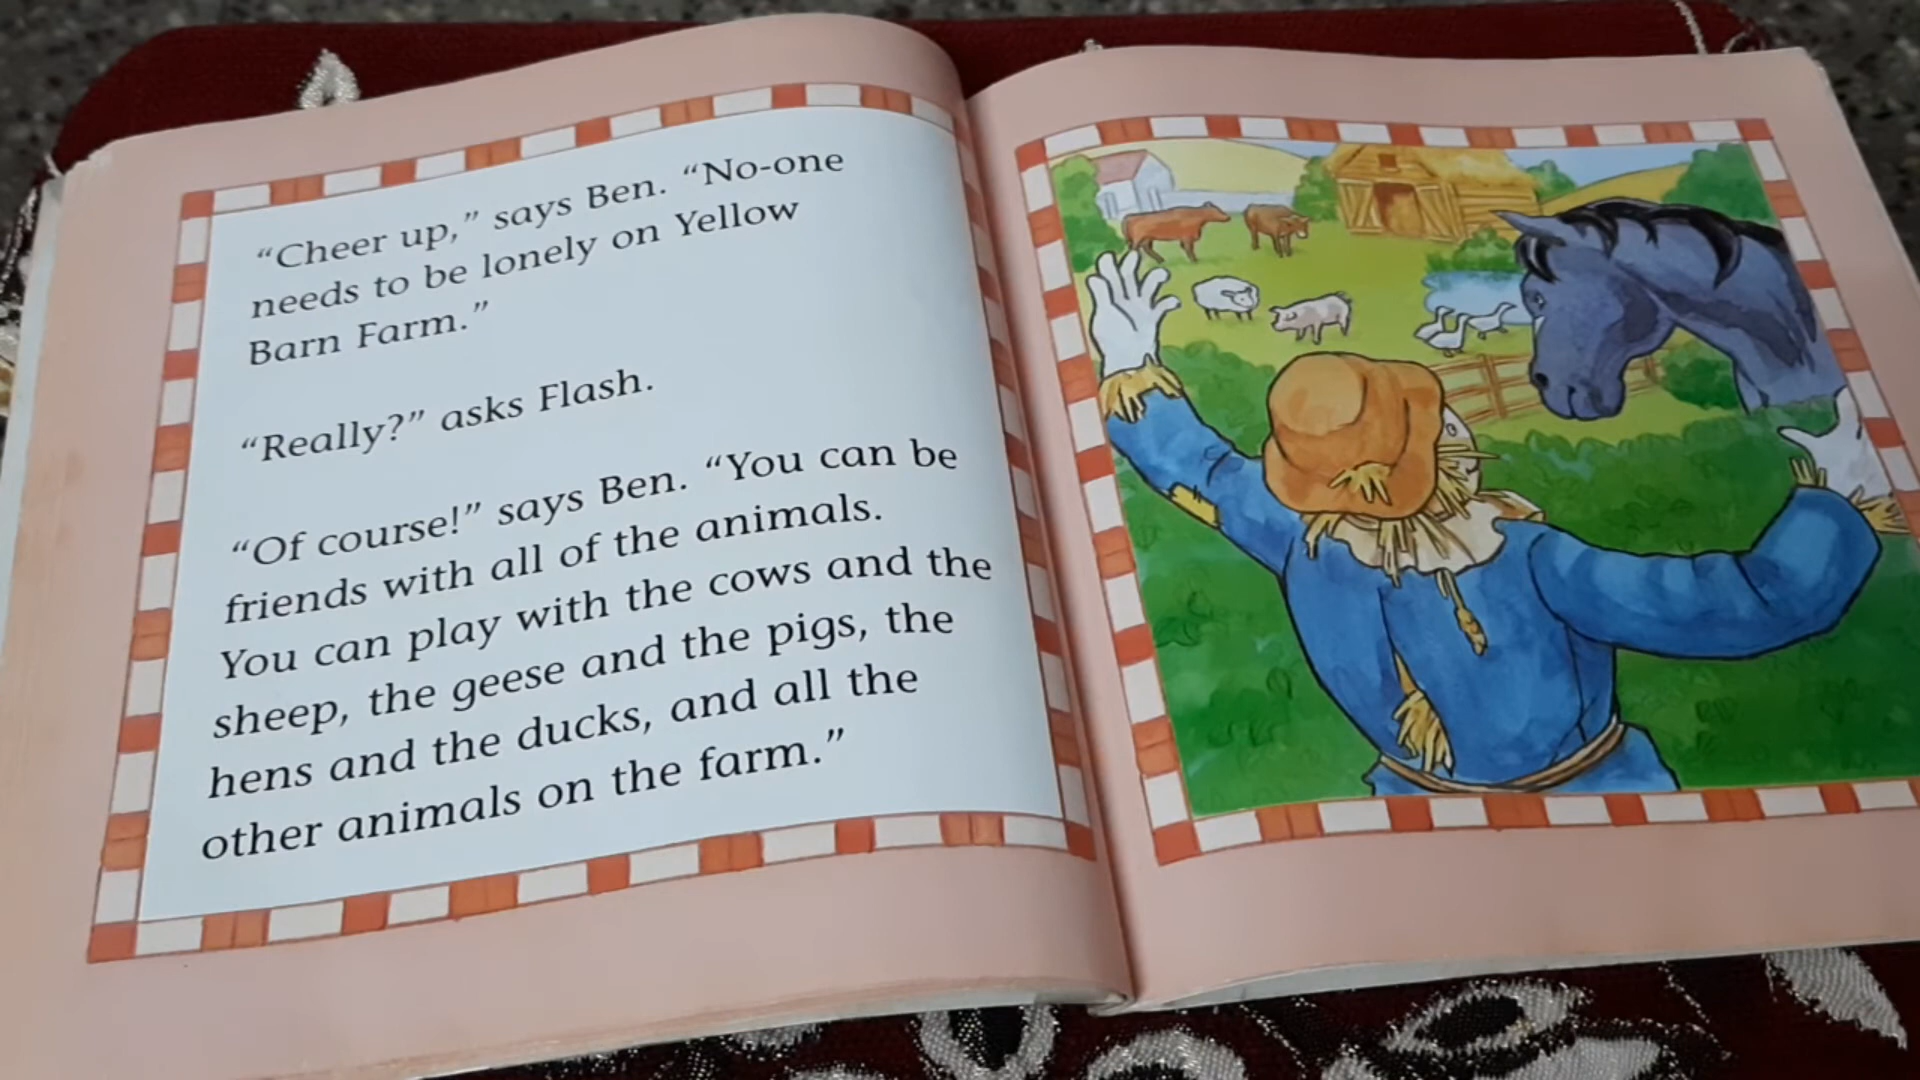 “Cheer up,” says Ben. “No-one
needs to be lonely on Yellow
Barn Farm.”
“Really?” asks Flash.
“Of course!” says Ben. “You can be
friends with all of the animals.
You can play with the cows and the
sheep, the geese and the pigs, the
hens and the ducks, and all the
other animals on the farm.”